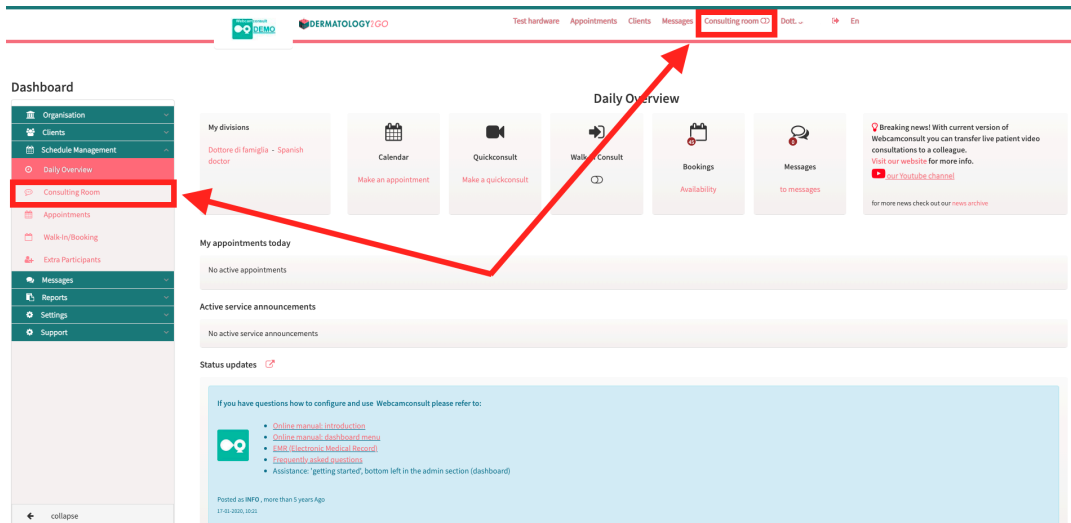 Webcamconsult
DEMO
DERMATOLOGY2GO
Test hardware Appointments Clients Messages Consulting room Dott. En
Dashboard
Organisation
Clients
Schedule Management
Daily Overview
Consulting Room
Appointments
Walk-In/Booking
Extra Participants
Messages
Reports
Settings
Support
collapse
Daily Overview
My divisions
Dottore di famiglia - Spanish
doctor
Calendar
Make an appointment
Quickconsult
Make a quickconsult
Walk-in Consult
Bookings
Availability
Messages
to messages
Breaking news! With current version of
Webcamconsult you can transfer live patient video
consultations to a colleague.
Visit our website for more info.
our Youtube channel
for more news check out our news archive
My appointments today
No active appointments
Active service announcements
No active service announcements
Status updates
If you have questions how to configure and use Webcamconsult please refer to:
Online manual: introduction
Online manual: dashboard menu
EMR (Electronic Medical Record)
Frequently asked questions
Assistance: 'getting started', bottom left in the admin section (dashboard)
Posted as INFO , more than 5 years Ago
17-01-2020, 10:21